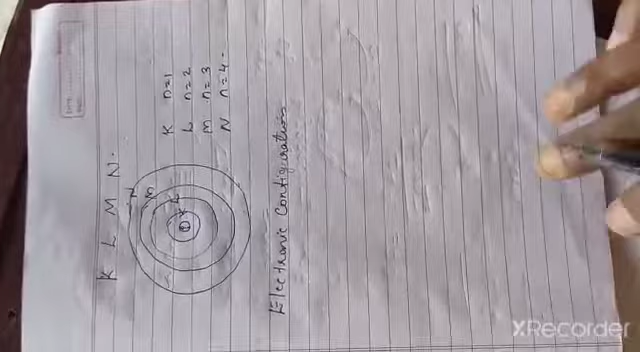 K L M N
N
M
L
K
K n=1
L n=2
M n=3
N n=4
Electronic Configuration
XRecorder